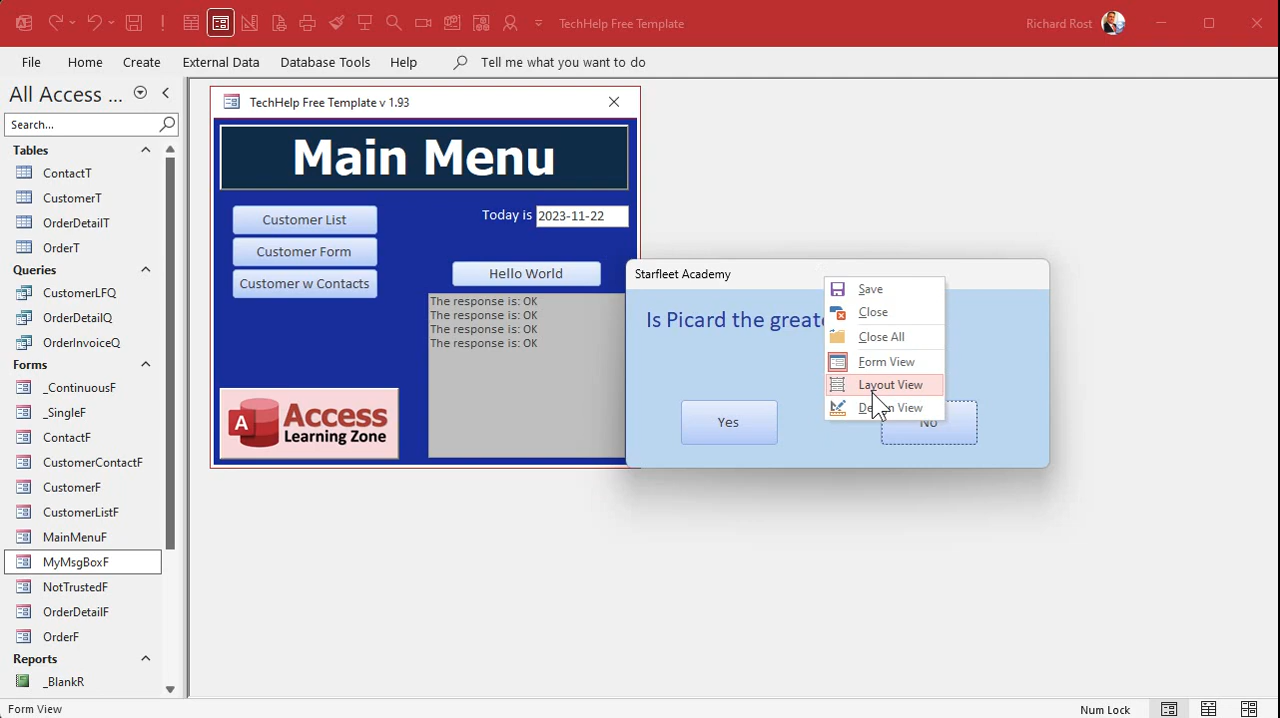 TechHelp Free Template
Richard Rost
File
Home
Create
External Data
Database Tools
Help
Tell me what you want to do
All Access ...
Search...
Tables
ContactT
CustomerT
OrderDetailT
OrderT
Queries
CustomerLFQ
OrderDetailQ
OrderInvoiceQ
Forms
_ContinuousF
_SingleF
ContactF
CustomerContactF
CustomerF
CustomerListF
MainMenuF
MyMsgBoxF
NotTrustedF
OrderDetailF
OrderF
Reports
_BlankR
TechHelp Free Template v 1.93
Main Menu
Customer List
Customer Form
Customer w Contacts
Today is 2023-11-22
Hello World
The response is: OK
The response is: OK
The response is: OK
The response is: OK
A Access
Learning Zone
Starfleet Academy
Is Picard the
Yes
No
Save
Close
Close All
Form View
Layout View
View
Form View
Num Lock